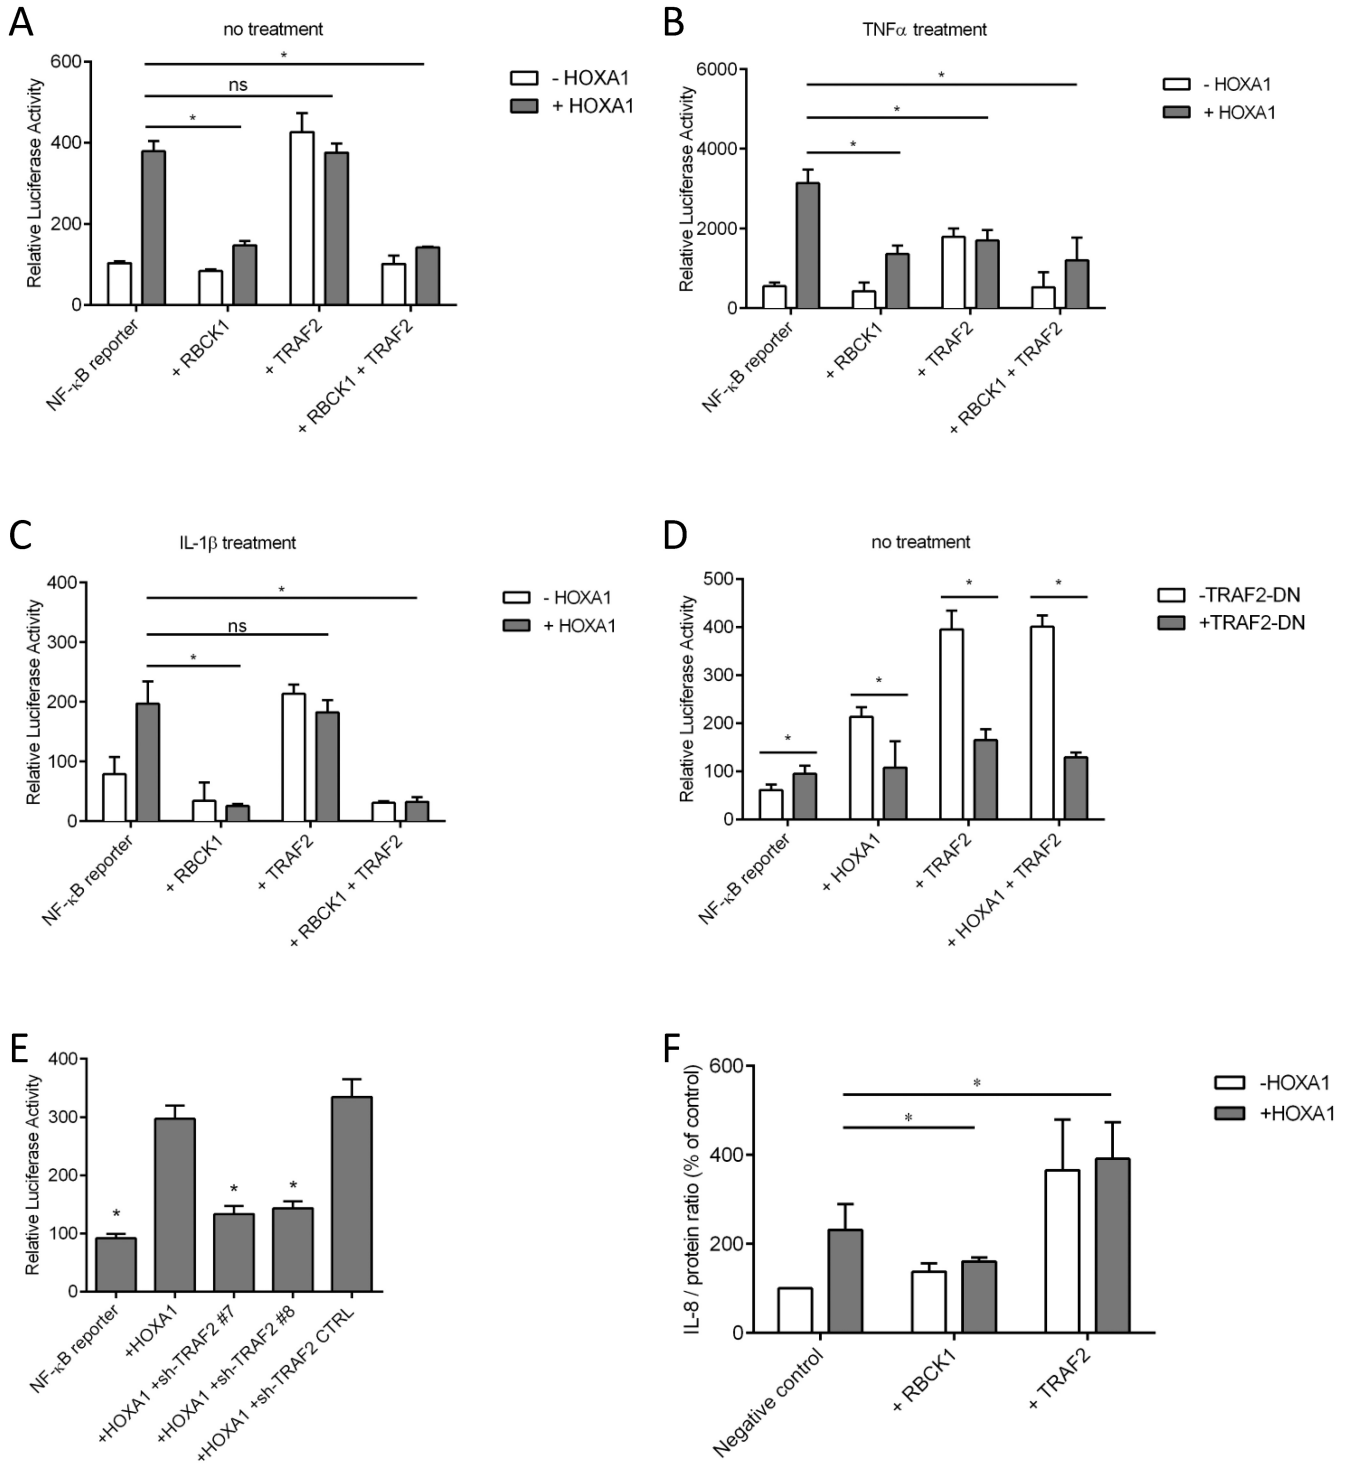 A
no treatment
Relative Luciferase Activity
600
400
200
0
*
ns
*
- HOXA1
+ HOXA1
NF-κB reporter
+ RBCK1
+ TRAF2
+ RBCK1 + TRAF2
B
TNFα treatment
Relative Luciferase Activity
6000
4000
2000
0
*
*
*
- HOXA1
+ HOXA1
NF-κB reporter
+ RBCK1
+ TRAF2
+ RBCK1 + TRAF2
C
IL-1β treatment
Relative Luciferase Activity
400
300
200
100
0
*
ns
*
- HOXA1
+ HOXA1
NF-κB reporter
+ RBCK1
+ TRAF2
+ RBCK1 + TRAF2
D
no treatment
Relative Luciferase Activity
500
400
300
200
100
0
*
*
*
*
-TRAF2-DN
+TRAF2-DN
NF-κB reporter
+ HOXA1
+ TRAF2
+ HOXA1 + TRAF2
E
Relative Luciferase Activity
400
300
200
100
0
*
*
*
NF-κB reporter
+HOXA1
+HOXA1 +sh-TRAF2 #7
+HOXA1 +sh-TRAF2 #8
+HOXA1 +sh-TRAF2 CTRL
F
IL-8 / protein ratio (% of control)
600
400
200
0
*
*
-HOXA1
+HOXA1
Negative control
+ RBCK1
+ TRAF2